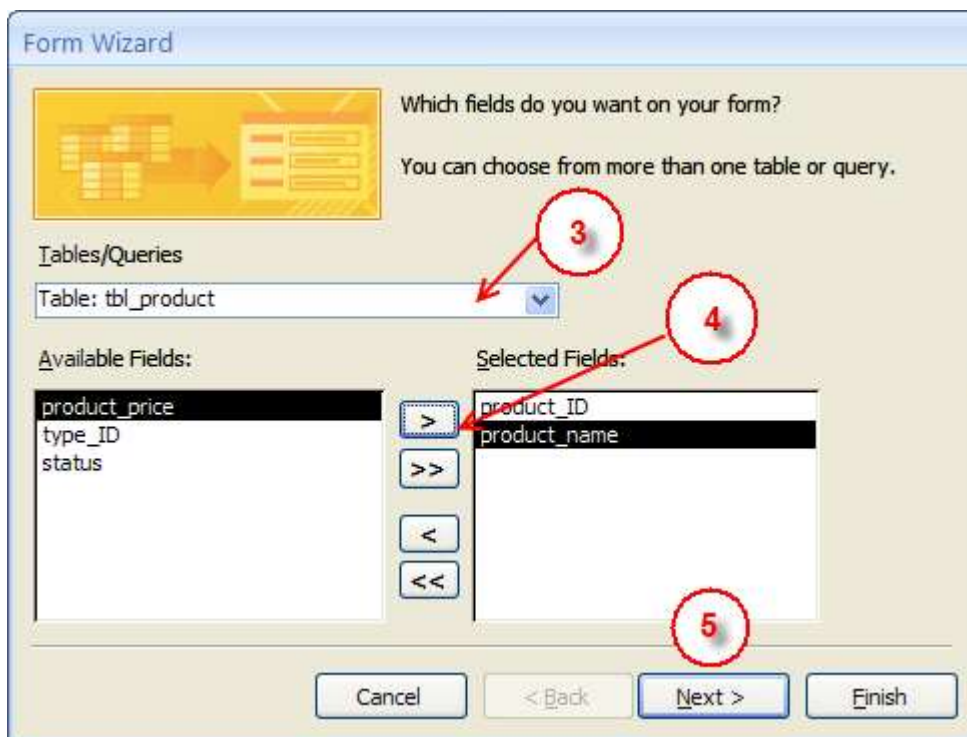 Form Wizard
Which fields do you want on your form?
You can choose from more than one table or query.
3
Tables/Queries
Table: tbl_product
4
Available Fields:
Selected Fields:
product_price
type_ID
status
>
>>
<
<<
product_ID
product_name
5
Cancel
< Back
Next >
Finish